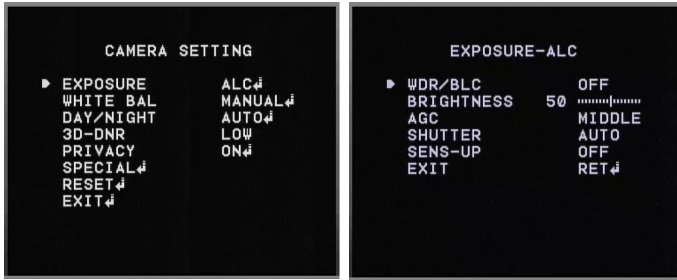 CAMERA SETTING
EXPOSURE ALC↲
WHITE BAL MANUAL↲
DAY/NIGHT AUTO↲
3D-DNR LOW
PRIVACY ON↲
SPECIAL↲
RESET↲
EXIT↲
EXPOSURE-ALC
WDR/BLC OFF
BRIGHTNESS 50
AGC MIDDLE
SHUTTER AUTO
SENS-UP OFF
EXIT RET↲